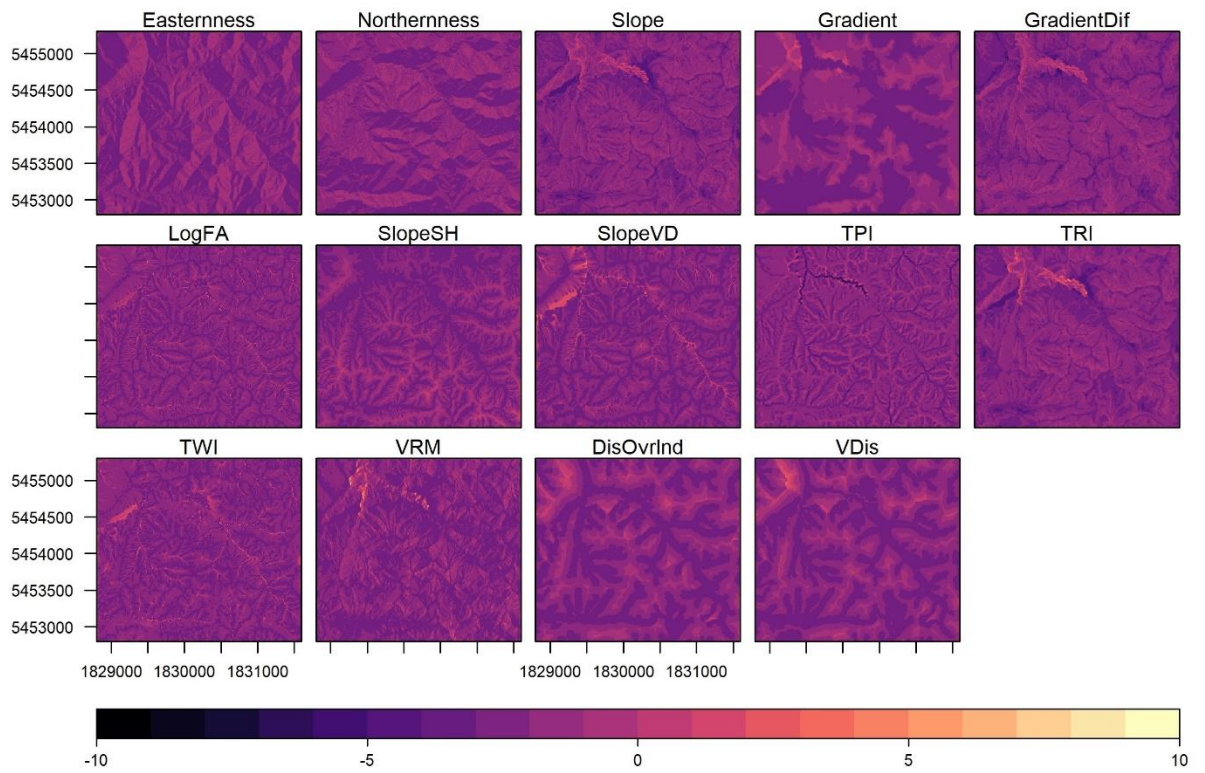 Easternness Northernness Slope Gradient GradientDif
5455000
5454500
5454000
5453500
5453000
LogFA SlopeSH SlopeVD TPI TRI
TWI VRM DisOvrInd VDis
5455000
5454500
5454000
5453500
5453000
1829000 1830000 1831000 1829000 1830000 1831000
-10 -5 0 5 10